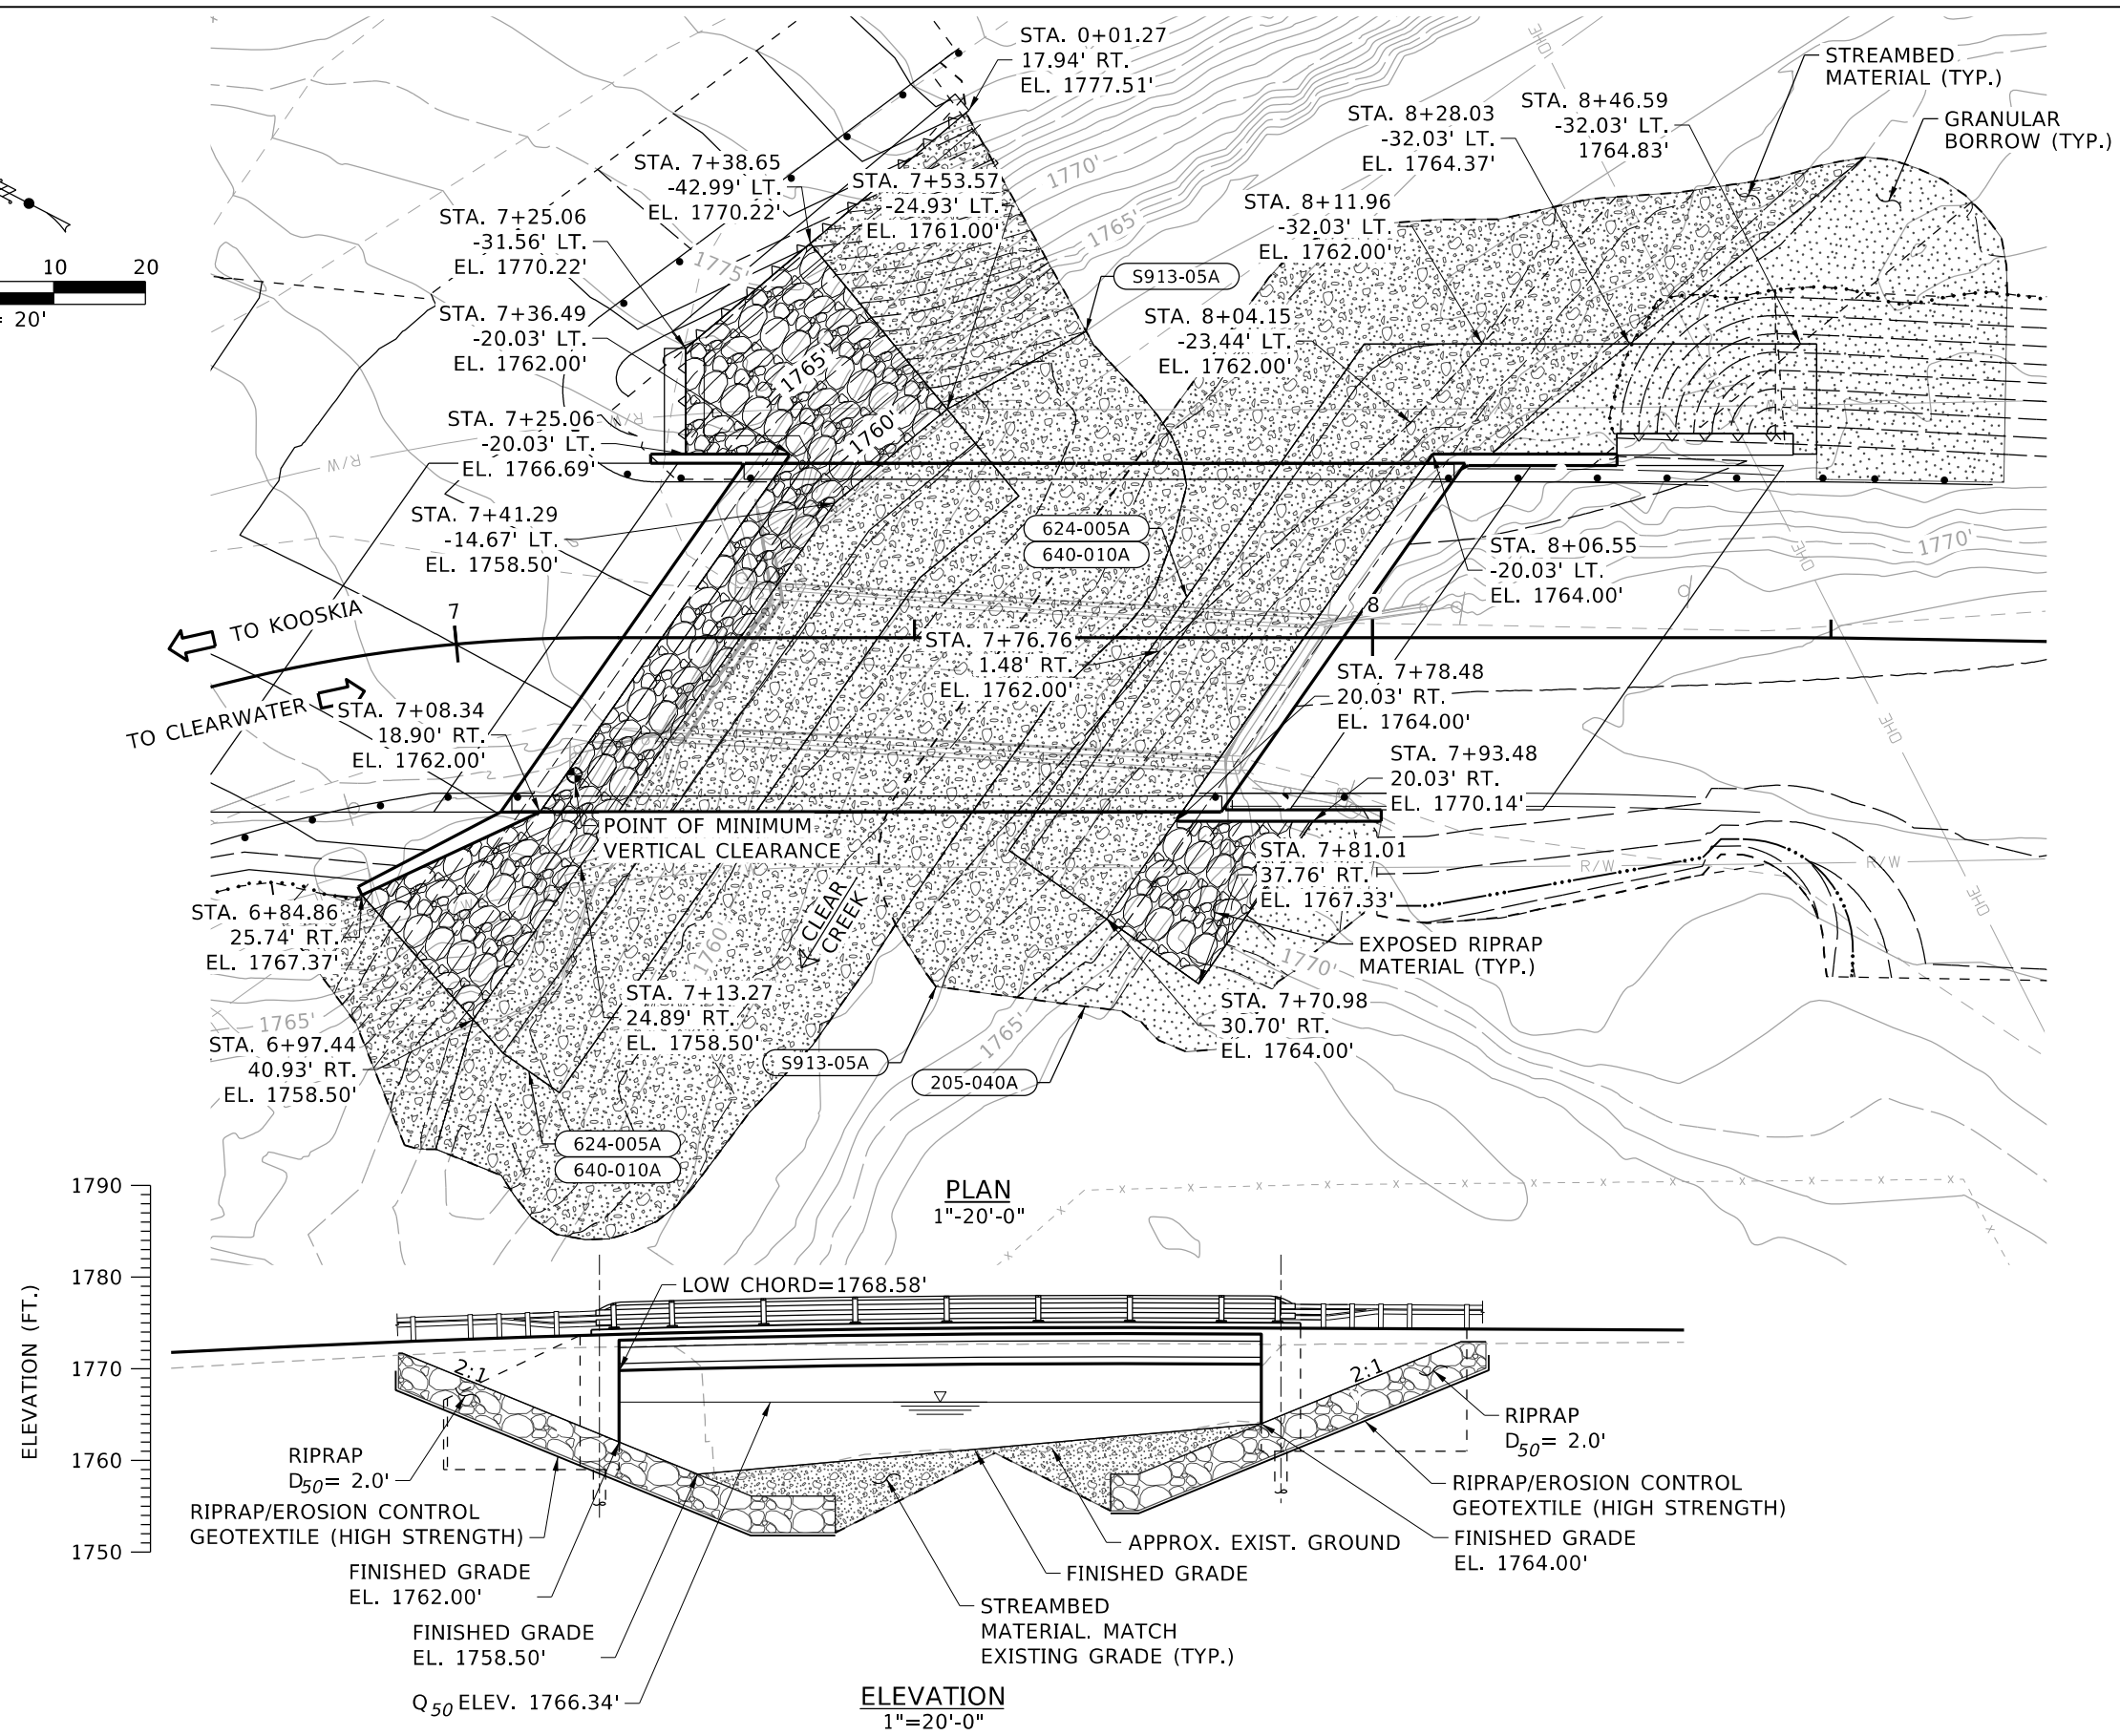 STA. 0+01.27
17.94' RT.
EL. 1777.51'
STREAMBED
MATERIAL (TYP.)
GRANULAR
BORROW (TYP.)
STA. 8+28.03
-32.03' LT.
EL. 1764.37'
STA. 8+46.59
-32.03' LT.
1764.83'
OHE
STA. 7+38.65
-42.99' LT.
EL. 1770.22'
STA. 7+53.57
-24.93' LT.
EL. 1761.00'
1770'
1765'
STA. 7+25.06
-31.56' LT.
EL. 1770.22'
1775'
STA. 8+11.96
-32.03' LT.
EL. 1762.00'
10 20
= 20'
S913-05A
STA. 7+36.49
-20.03' LT.
EL. 1762.00'
STA. 8+04.15
-23.44' LT.
EL. 1762.00'
1765'
1760'
R/W
R/W
STA. 7+25.06
-20.03' LT.
EL. 1766.69'
STA. 7+41.29
-14.67' LT.
EL. 1758.50'
624-005A
640-010A
STA. 8+06.55
-20.03' LT.
EL. 1764.00'
1770'
OHE
TO KOOSKIA
7
8
STA. 7+76.76
1.48' RT.
EL. 1762.00'
STA. 7+78.48
20.03' RT.
EL. 1764.00'
TO CLEARWATER
STA. 7+08.34
18.90' RT.
EL. 1762.00'
OHE
STA. 7+93.48
20.03' RT.
EL. 1770.14'
POINT OF MINIMUM
VERTICAL CLEARANCE
STA. 7+81.01
37.76' RT.
EL. 1767.33'
R/W
R/W
OHE
CLEAR
CREEK
STA. 6+84.86
25.74' RT.
EL. 1767.37'
1760'
EXPOSED RIPRAP
MATERIAL (TYP.)
1770'
STA. 7+13.27
24.89' RT.
EL. 1758.50'
STA. 7+70.98
30.70' RT.
EL. 1764.00'
1765'
1765'
STA. 6+97.44
40.93' RT.
EL. 1758.50'
S913-05A
205-040A
624-005A
640-010A
PLAN
1"-20'-0"
1790
1780
1770
1760
1750
ELEVATION (FT.)
LOW CHORD=1768.58'
2:1
2:1
RIPRAP
D50= 2.0'
RIPRAP
D50= 2.0'
RIPRAP/EROSION CONTROL
GEOTEXTILE (HIGH STRENGTH)
RIPRAP/EROSION CONTROL
GEOTEXTILE (HIGH STRENGTH)
FINISHED GRADE
EL. 1764.00'
APPROX. EXIST. GROUND
FINISHED GRADE
FINISHED GRADE
EL. 1762.00'
STREAMBED
MATERIAL. MATCH
EXISTING GRADE (TYP.)
FINISHED GRADE
EL. 1758.50'
Q50 ELEV. 1766.34'
ELEVATION
1"=20'-0"